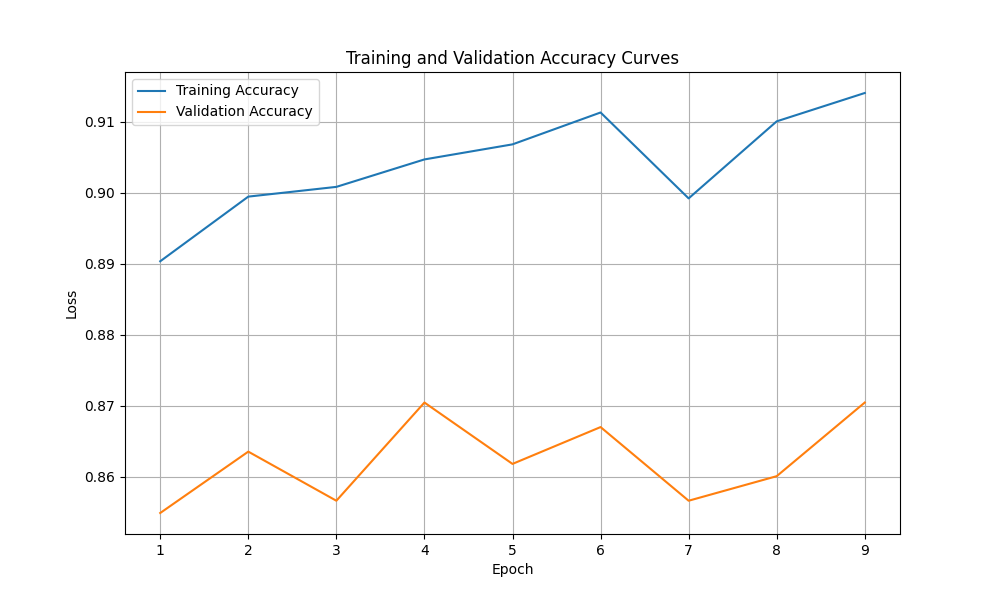 Training and Validation Accuracy Curves
Training Accuracy
Validation Accuracy
0.91
0.90
0.89
0.88
0.87
0.86
Loss
1 2 3 4 5 6 7 8 9
Epoch